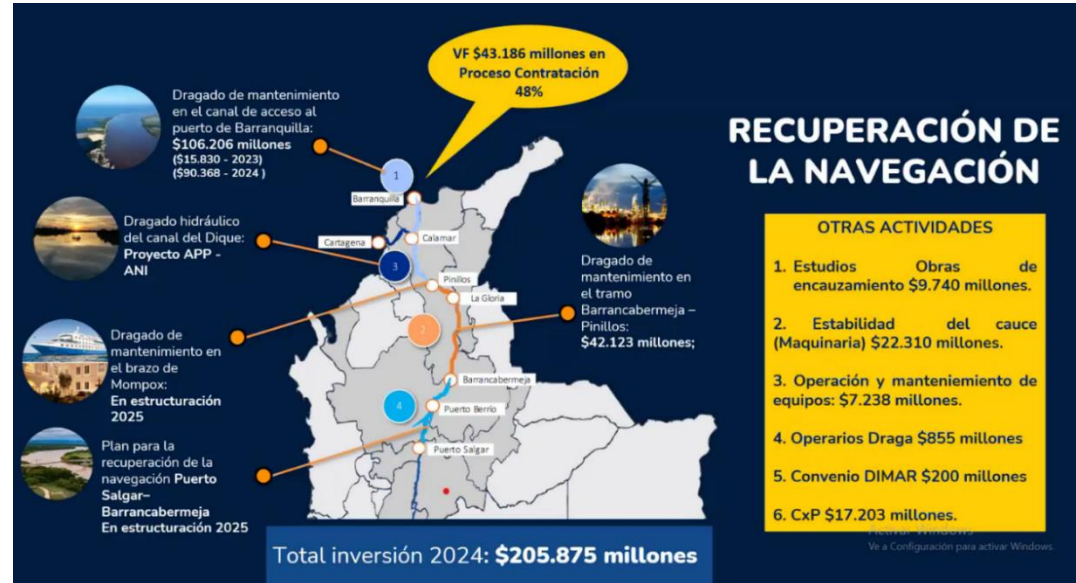 VF $43.186 millones en
Proceso Contratación
48%
Dragado de mantenimiento
en el canal de acceso al
puerto de Barranquilla:
$106.206 millones
($15.830 - 2023)
($90.368 - 2024 )
Dragado hidráulico
del canal del Dique:
Proyecto APP -
ANI
Dragado de
mantenimiento en
el brazo de
Mompox:
En estructuración
2025
Plan para la
recuperación de la
navegación Puerto
Salgar–
Barrancabermeja
En estructuración 2025
1
Barranquilla
Cartagena
Calamar
3
Pinillos
La Gloria
2
Barrancabermeja
4
Puerto Berrío
Puerto Salgar
Dragado de
mantenimiento en
el tramo
Barrancabermeja –
Pinillos:
$42.123 millones;
RECUPERACIÓN DE
LA NAVEGACIÓN
OTRAS ACTIVIDADES
1. Estudios Obras de
encauzamiento $9.740 millones.
2. Estabilidad del cauce
(Maquinaria) $22.310 millones.
3. Operación y manteniemiento de
equipos: $7.238 millones.
4. Operarios Draga $855 millones
5. Convenio DIMAR $200 millones
6. CxP $17.203 millones.
Activar Windows
Ve a Configuración para activar Windows.
Total inversión 2024: $205.875 millones